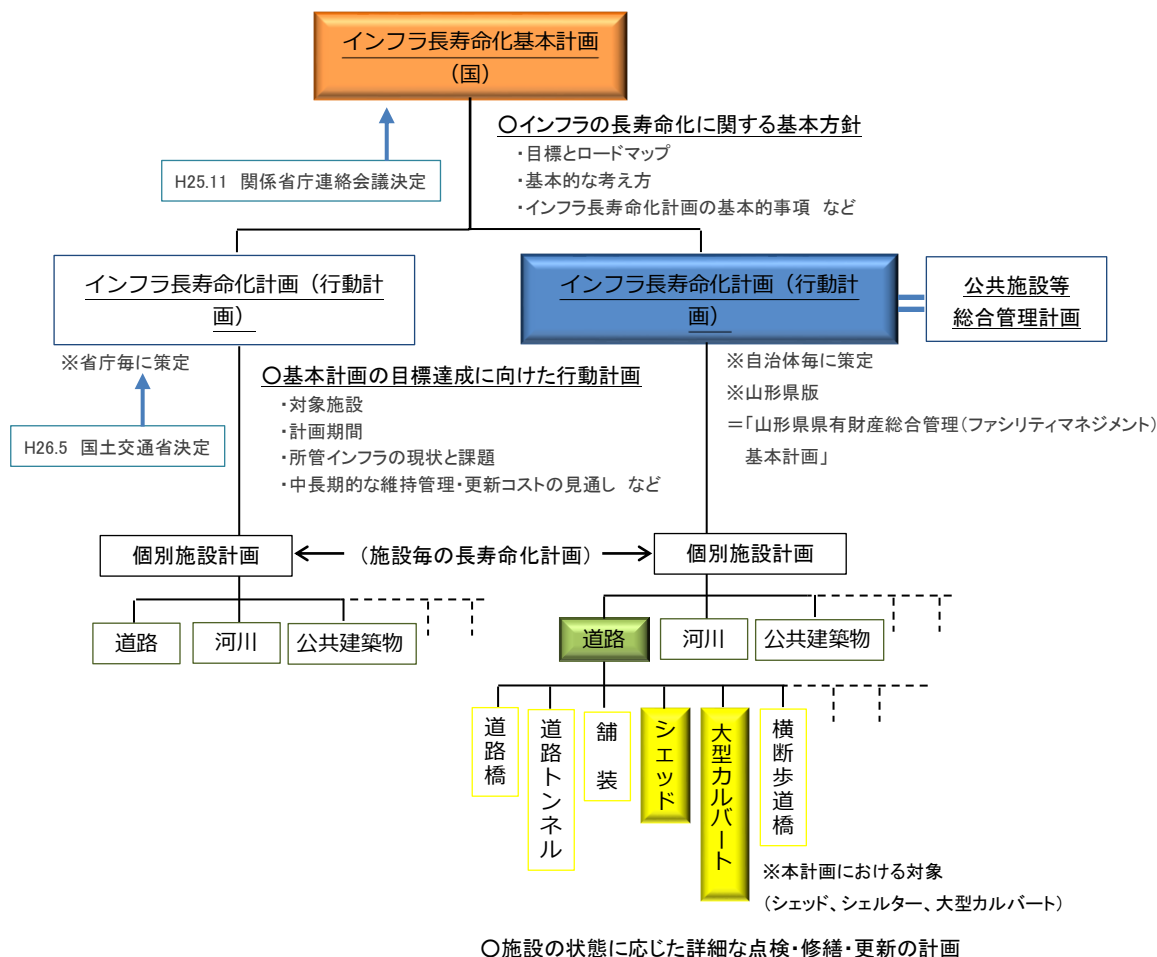 インフラ長寿命化基本計画
（国）
〇インフラの長寿命化に関する基本方針
・目標とロードマップ
・基本的な考え方
・インフラ長寿命化計画の基本的事項 など
H25.11 関係省庁連絡会議決定
インフラ長寿命化計画（行動計
画）
インフラ長寿命化計画（行動計
画）
公共施設等
総合管理計画
※省庁毎に策定
H26.5 国土交通省決定
〇基本計画の目標達成に向けた行動計画
・対象施設
・計画期間
・所管インフラの現状と課題
・中長期的な維持管理・更新コストの見通し など
※自治体毎に策定
※山形県版
＝「山形県県有財産総合管理（ファシリティマネジメント）
基本計画」
個別施設計画
（施設毎の長寿命化計画）
個別施設計画
道路
河川
公共建築物
道路
河川
公共建築物
道路橋
道路トンネル
舗装
シェッド
大型カルバート
横断歩道橋
※本計画における対象
（シェッド、シェルター、大型カルバート）
〇施設の状態に応じた詳細な点検・修繕・更新の計画